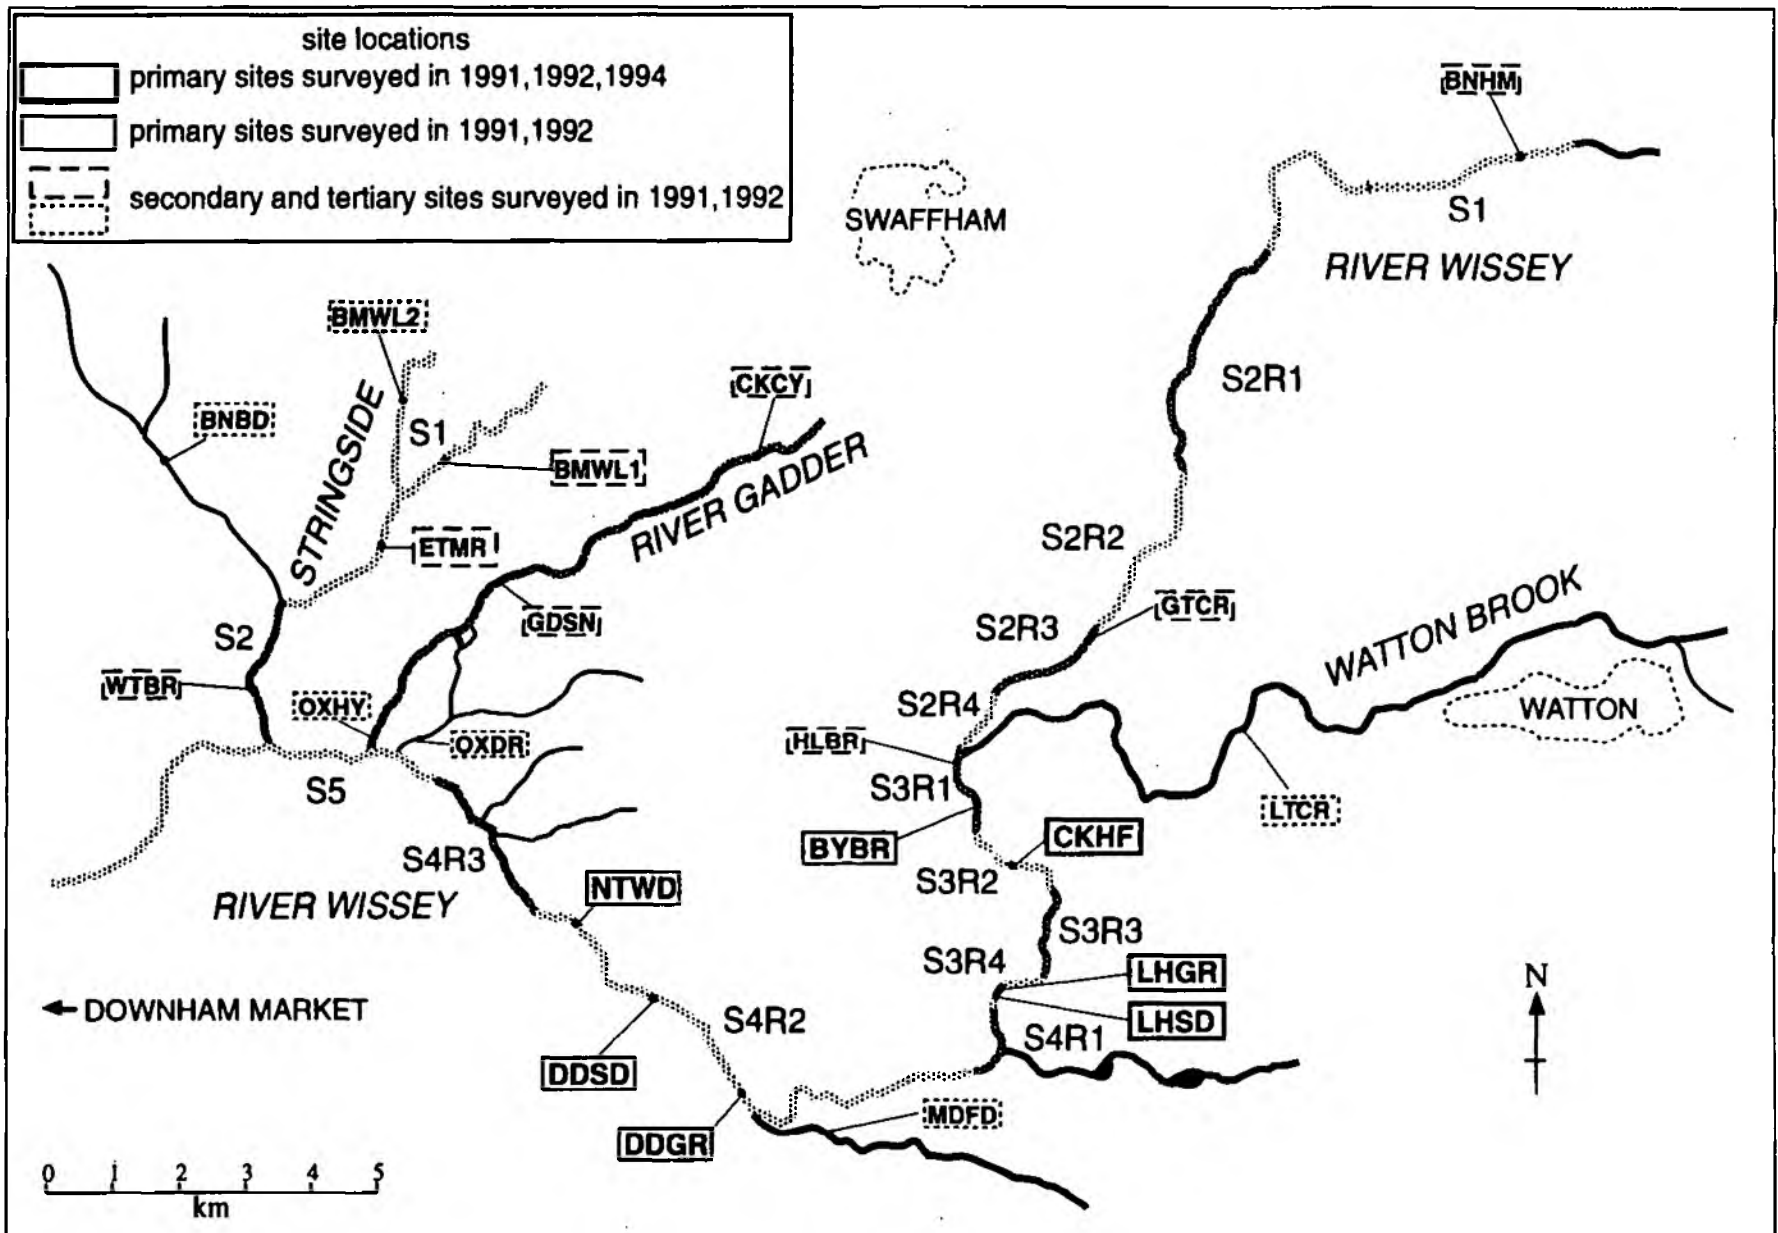 site locations
primary sites surveyed in 1991,1992,1994
primary sites surveyed in 1991,1992
secondary and tertiary sites surveyed in 1991,1992
BNHM
SWAFFHAM
S1
RIVER WISSEY
BMWL2
CKCY
S2R1
BNBD
STRINGSIDE
S1
BMWL1
RIVER GADDER
ETMR
S2R2
GDSN
GTCR
S2R3
WATTON BROOK
S2
WTBR
OXHY
OXDR
S2R4
HLBR
WATTON
S5
S3R1
LTCR
BYBR
CKHF
S4R3
S3R2
NTWD
RIVER WISSEY
S3R3
S3R4
LHGR
N
DOWNHAM MARKET
S4R2
LHSD
S4R1
DDSD
MDFD
DDGR
0 1 2 3 4 5
km